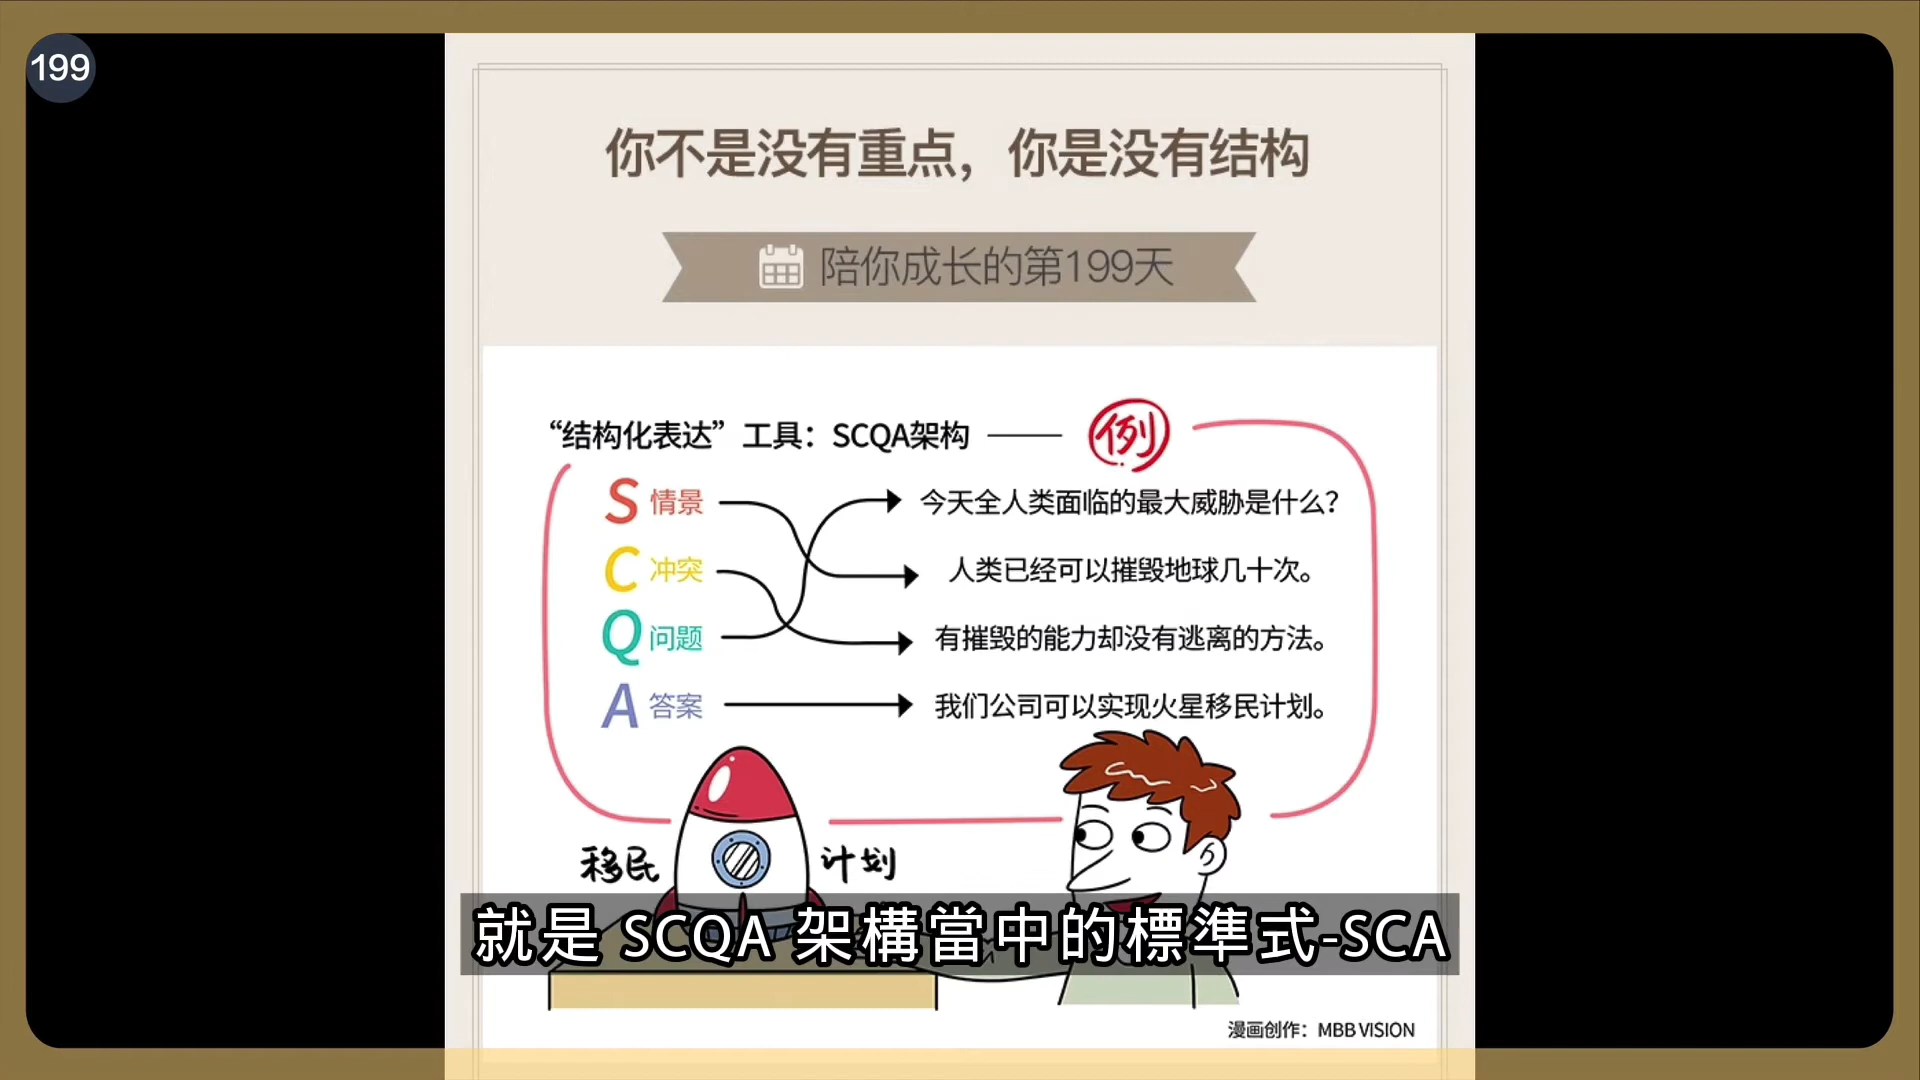 199
你不是没有重点，你是没有结构
陪你成长的第199天
“结构化表达”工具：SCQA架构
例
S 情景
今天全人类面临的最大威胁是什么？
C 冲突
人类已经可以摧毁地球几十次。
Q 问题
有摧毁的能力却没有逃离的方法。
A 答案
我们公司可以实现火星移民计划。
移民 计划
就是 SCQA 架構當中的標準式-SCA
漫画创作：MBB VISION